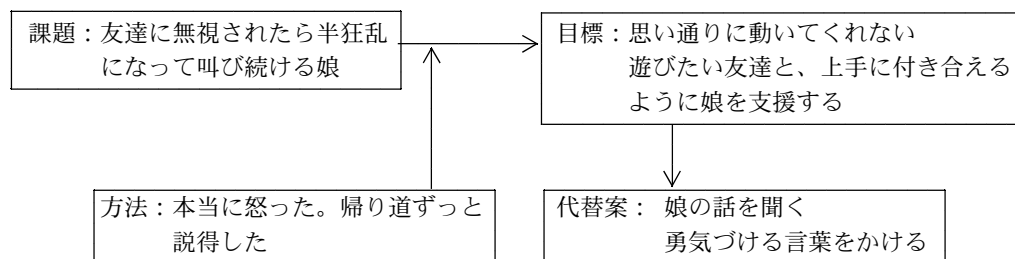 課題：友達に無視されたら半狂乱
になって叫び続ける娘
目標：思い通りに動いてくれない
遊びたい友達と、上手に付き合える
ように娘を支援する
方法：本当に怒った。帰り道ずっと
説得した
代替案： 娘の話を聞く
勇気づける言葉をかける